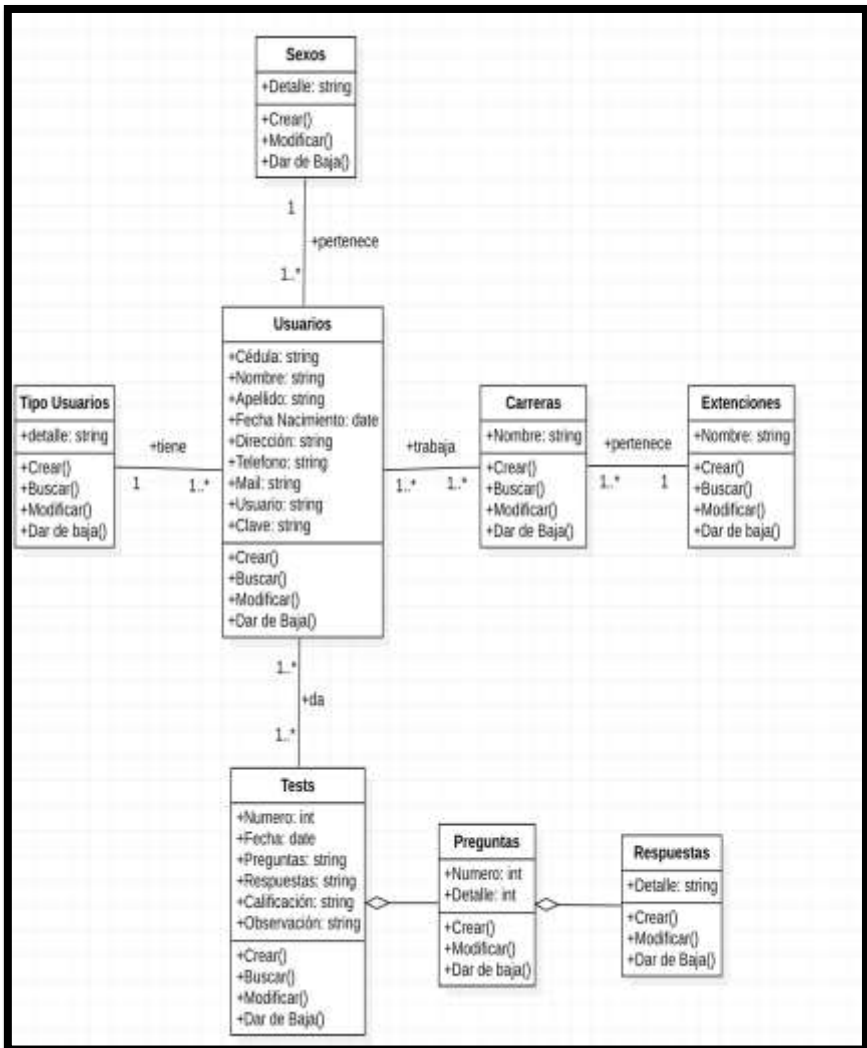 Sexos
+Detalle: string
+Crear()
+Modificar()
+Dar de Baja()
1
+pertenece
1..*
Usuarios
+Cédula: string
+Nombre: string
+Apellido: string
+Fecha Nacimiento: date
+Dirección: string
+Telefono: string
+Mail: string
+Usuario: string
+Clave: string
+Crear()
+Buscar()
+Modificar()
+Dar de Baja()
Tipo Usuarios
+detalle: string
+Crear()
+Buscar()
+Modificar()
+Dar de baja()
+tiene
1
1..*
+trabaja
1..*
1..*
Carreras
+Nombre: string
+Crear()
+Buscar()
+Modificar()
+Dar de Baja()
+pertenece
1..*
1
Extenciones
+Nombre: string
+Crear()
+Buscar()
+Modificar()
+Dar de baja()
1..*
+da
1..*
Tests
+Numero: int
+Fecha: date
+Preguntas: string
+Respuestas: string
+Calificación: string
+Observación: string
+Crear()
+Buscar()
+Modificar()
+Dar de Baja()
Preguntas
+Numero: int
+Detalle: int
+Crear()
+Modificar()
+Dar de baja()
Respuestas
+Detalle: string
+Crear()
+Modificar()
+Dar de Baja()